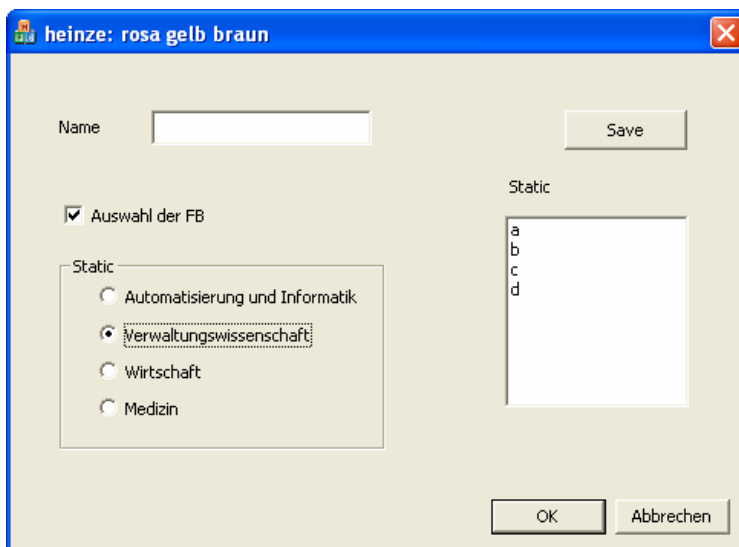 heinze: rosa gelb braun
Name
Save
Static
Auswahl der FB
a
b
c
d
Static
Automatisierung und Informatik
Verwaltungswissenschaft
Wirtschaft
Medizin
OK
Abbrechen